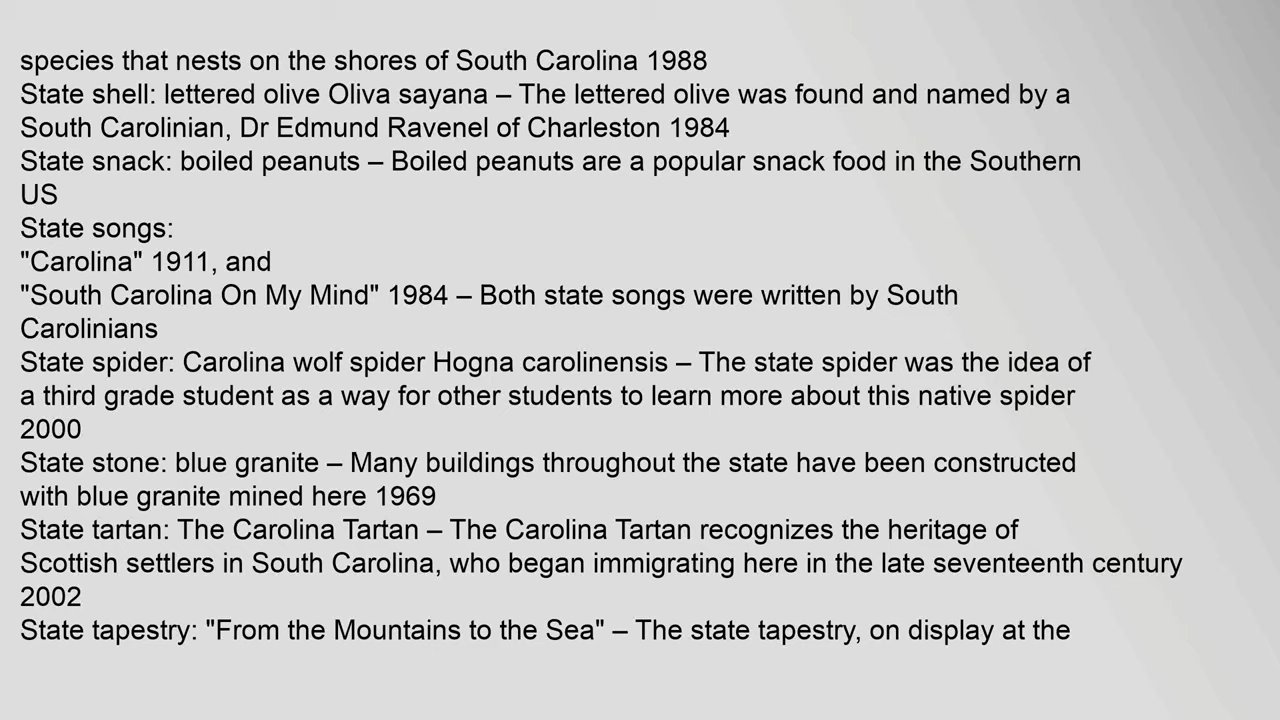 species that nests on the shores of South Carolina 1988
State shell: lettered olive Oliva sayana – The lettered olive was found and named by a
South Carolinian, Dr Edmund Ravenel of Charleston 1984
State snack: boiled peanuts – Boiled peanuts are a popular snack food in the Southern
US
State songs:
"Carolina" 1911, and
"South Carolina On My Mind" 1984 – Both state songs were written by South
Carolinians
State spider: Carolina wolf spider Hogna carolinensis – The state spider was the idea of
a third grade student as a way for other students to learn more about this native spider
2000
State stone: blue granite – Many buildings throughout the state have been constructed
with blue granite mined here 1969
State tartan: The Carolina Tartan – The Carolina Tartan recognizes the heritage of
Scottish settlers in South Carolina, who began immigrating here in the late seventeenth century
2002
State tapestry: "From the Mountains to the Sea" – The state tapestry, on display at the